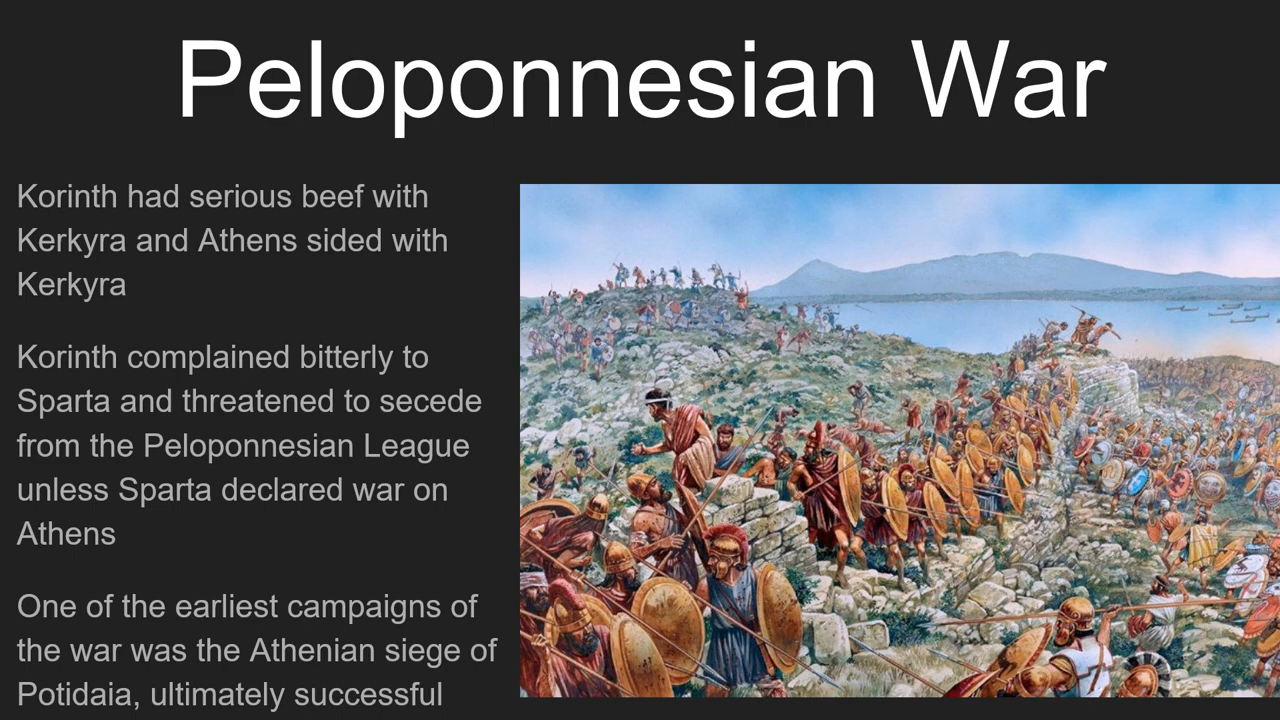 Peloponnesian War
Korinth had serious beef with
Kerkyra and Athens sided with
Kerkyra
Korinth complained bitterly to
Sparta and threatened to secede
from the Peloponnesian League
unless Sparta declared war on
Athens
One of the earliest campaigns of
the war was the Athenian siege of
Potidaia, ultimately successful